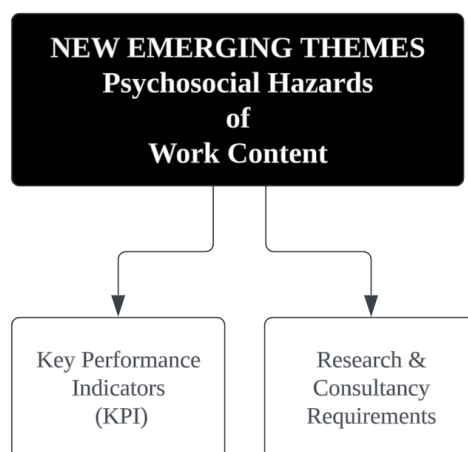 NEW EMERGING THEMES
Psychosocial Hazards
of
Work Content
Key Performance
Indicators
(KPI)
Research &
Consultancy
Requirements